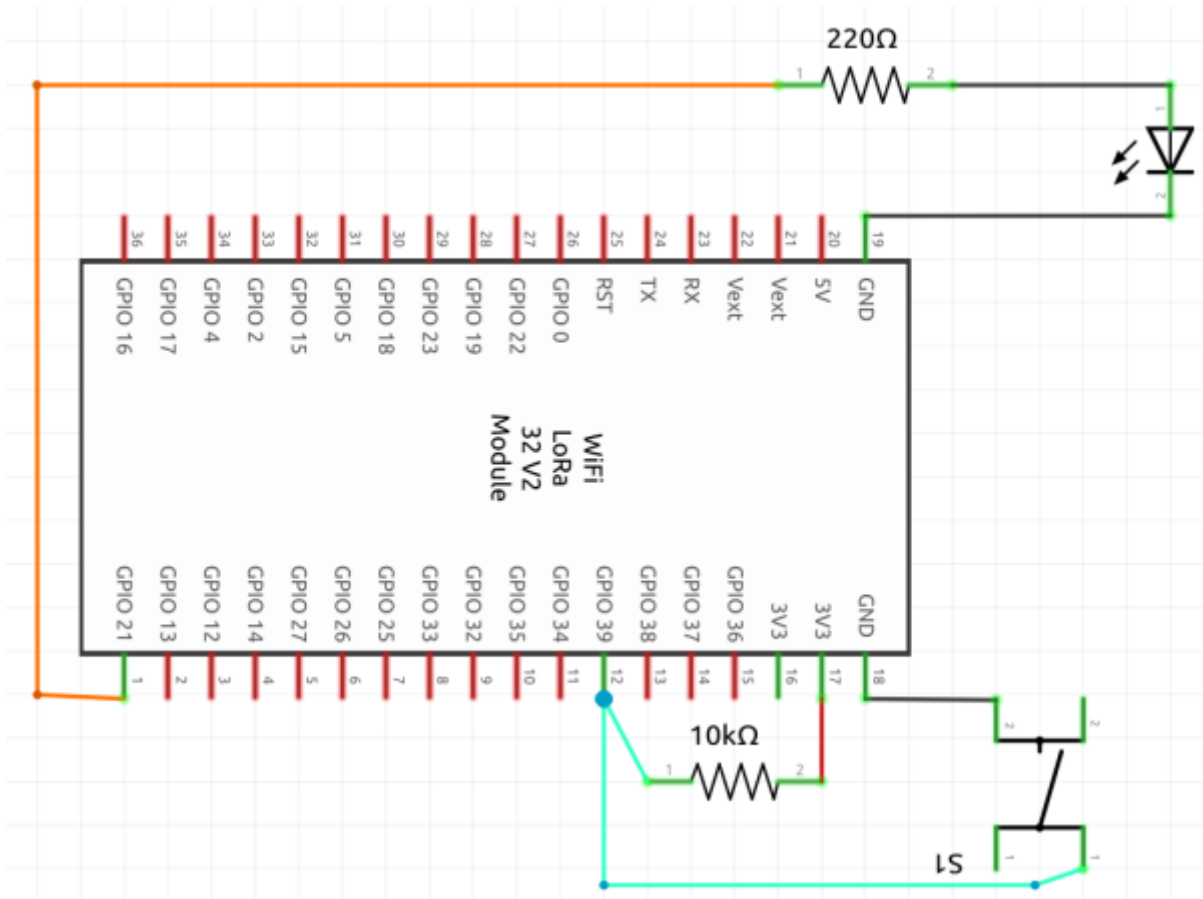 220Ω
1
2
1
2
36
35
34
33
32
31
30
29
28
27
26
25
24
23
22
21
20
19
GPIO 16
GPIO 17
GPIO 4
GPIO 2
GPIO 15
GPIO 5
GPIO 18
GPIO 23
GPIO 19
GPIO 22
GPIO 0
RST
TX
RX
Vext
Vext
5V
GND
WiFi
LoRa
32 V2
Module
GPIO 21
GPIO 13
GPIO 12
GPIO 14
GPIO 27
GPIO 26
GPIO 25
GPIO 33
GPIO 32
GPIO 35
GPIO 34
GPIO 39
GPIO 38
GPIO 37
GPIO 36
3V3
3V3
GND
1
2
3
4
5
6
7
8
9
10
11
12
13
14
15
16
17
18
10kΩ
1
2
2
2
S1
1
1